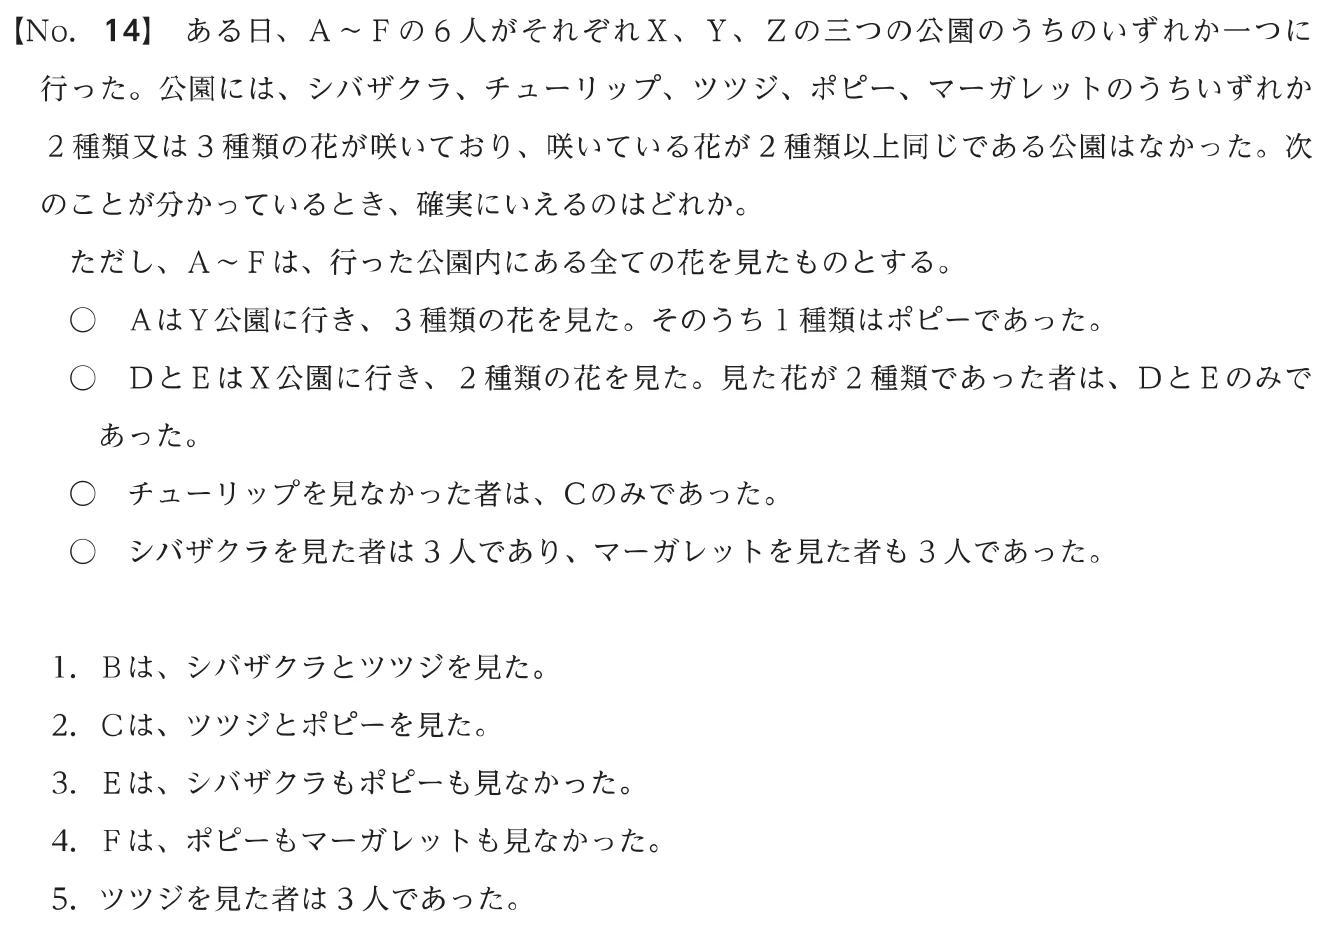 【No. 14】 ある日、A～Fの6人がそれぞれX、Y、Zの三つの公園のうちのいずれか一つに
行った。公園には、シバザクラ、チューリップ、ツツジ、ポピー、マーガレットのうちいずれか
2種類又は3種類の花が咲いており、咲いている花が2種類以上同じである公園はなかった。次
のことが分かっているとき、確実にいえるのはどれか。
ただし、A～Fは、行った公園内にある全ての花を見たものとする。
○ AはY公園に行き、3種類の花を見た。そのうち1種類はポピーであった。
○ DとEはX公園に行き、2種類の花を見た。見た花が2種類であった者は、DとEのみで
あった。
○ チューリップを見なかった者は、Cのみであった。
○ シバザクラを見た者は3人であり、マーガレットを見た者も3人であった。
1. Bは、シバザクラとツツジを見た。
2. Cは、ツツジとポピーを見た。
3. Eは、シバザクラもポピーも見なかった。
4. Fは、ポピーもマーガレットも見なかった。
5. ツツジを見た者は3人であった。